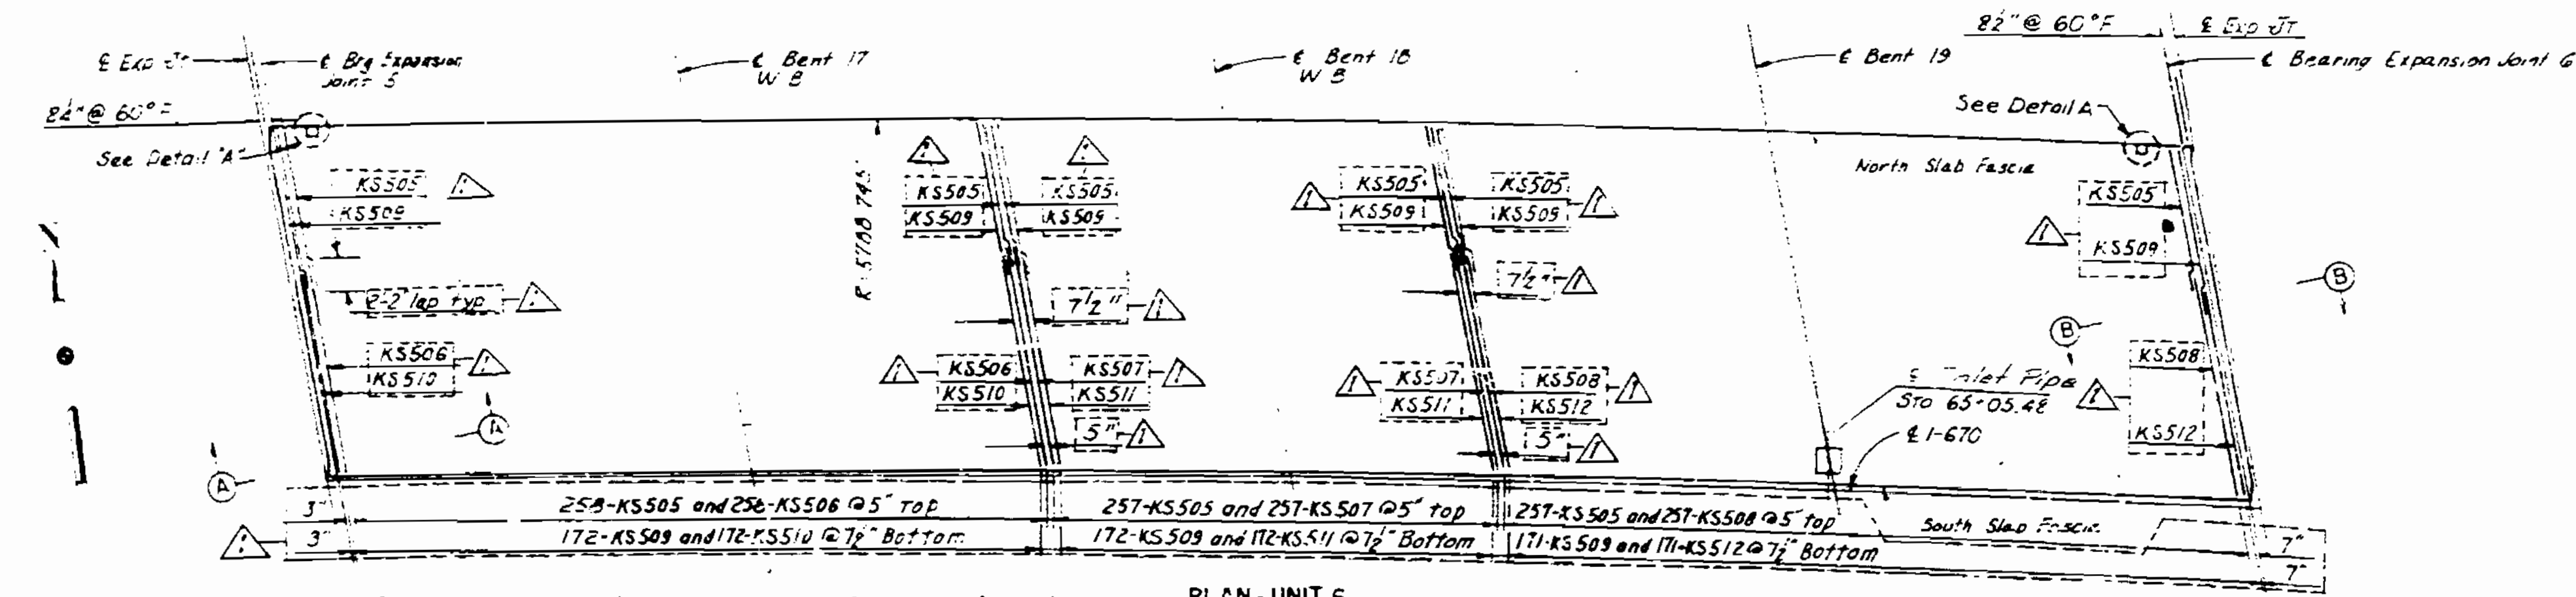 82½" @ 60°F
℄ Exp JT
℄ Exp JT
℄ Brg Expansion
Joint 5
℄ Bent 17
W B
℄ Bent 18
W B
℄ Bent 19
℄ Bearing Expansion Joint 6
@ 60°F
See Detail "A"
See Detail A
North Slab Fascia
KS505
KS509
KS505
KS509
KS505
KS509
KS505
KS509
KS505
KS509
KS505
KS509
2'-2" lap typ
7½"
7½"
KS506
KS510
KS506
KS510
KS507
KS511
KS507
KS511
KS508
KS512
KS508
KS512
5"
5"
℄ Inlet Pipe
Sta 65+05.48
℄ I-670
A
A
B
B
3"
258-KS505 and 258-KS506 @ 5" Top
257-KS505 and 257-KS507 @ 5" top
257-KS505 and 257-KS508 @ 5" top
South Slab Fascia
7"
3"
172-KS509 and 172-KS510 @ 7½" Bottom
172-KS509 and 172-KS511 @ 7½" Bottom
171-KS509 and 171-KS512 @ 7½" Bottom
7"
PLAN-UNIT 6